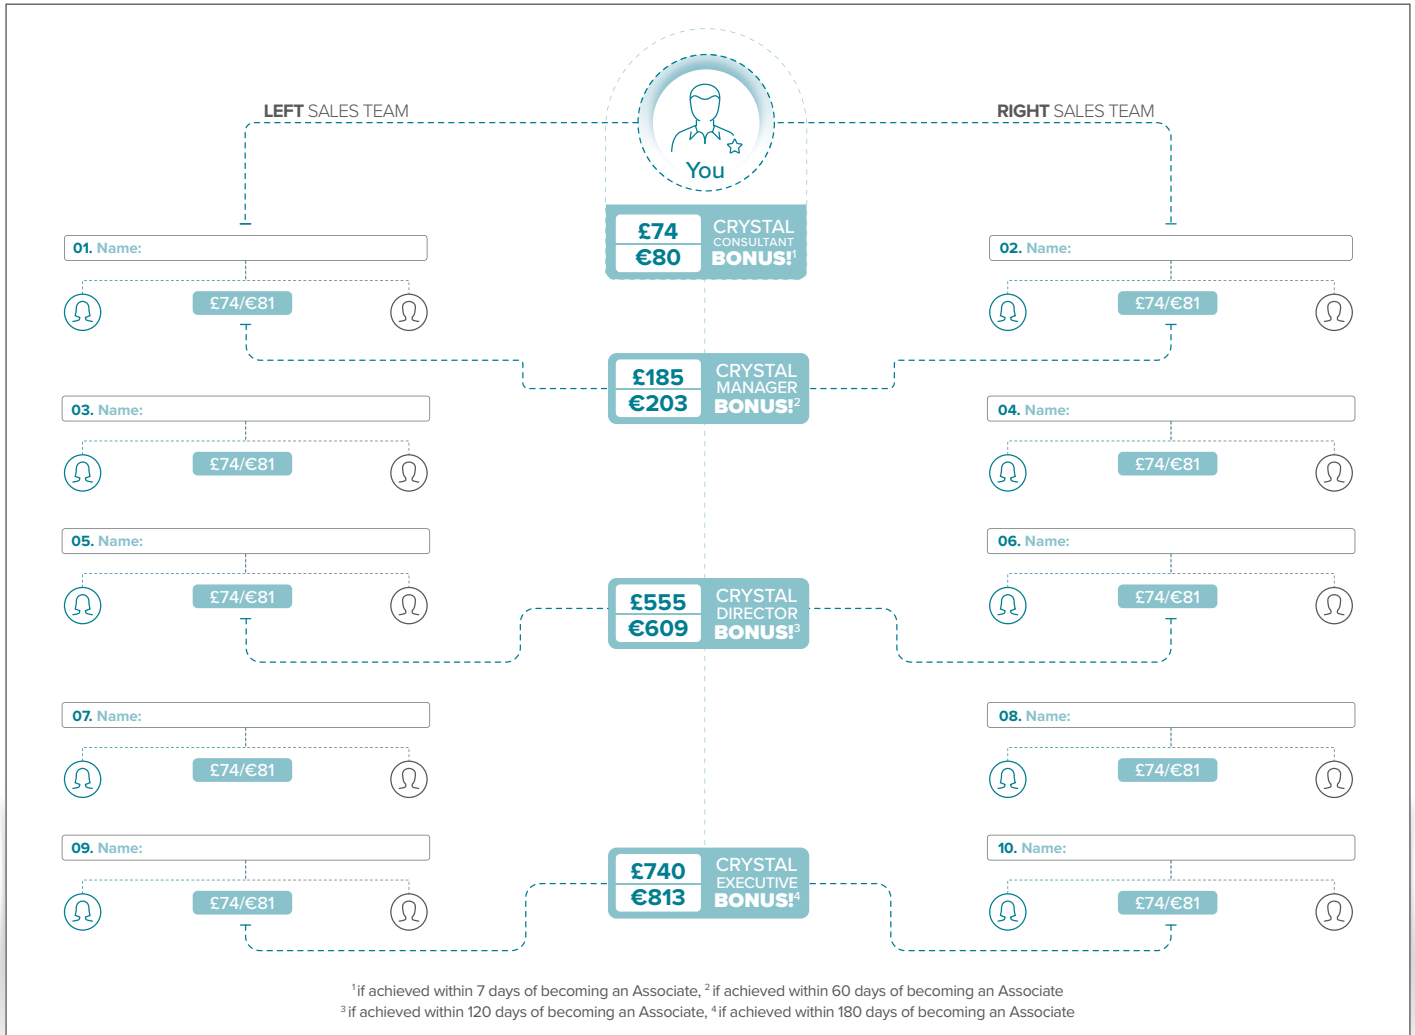 LEFT SALES TEAM
RIGHT SALES TEAM
You
£74
€80
CRYSTAL
CONSULTANT
BONUS!¹
01. Name:
02. Name:
£74/€81
£74/€81
£185
€203
CRYSTAL
MANAGER
BONUS!²
03. Name:
04. Name:
£74/€81
£74/€81
05. Name:
06. Name:
£74/€81
£74/€81
£555
€609
CRYSTAL
DIRECTOR
BONUS!³
07. Name:
08. Name:
£74/€81
£74/€81
09. Name:
10. Name:
£740
€813
CRYSTAL
EXECUTIVE
BONUS!⁴
£74/€81
£74/€81
¹ if achieved within 7 days of becoming an Associate, ² if achieved within 60 days of becoming an Associate
³ if achieved within 120 days of becoming an Associate, ⁴ if achieved within 180 days of becoming an Associate